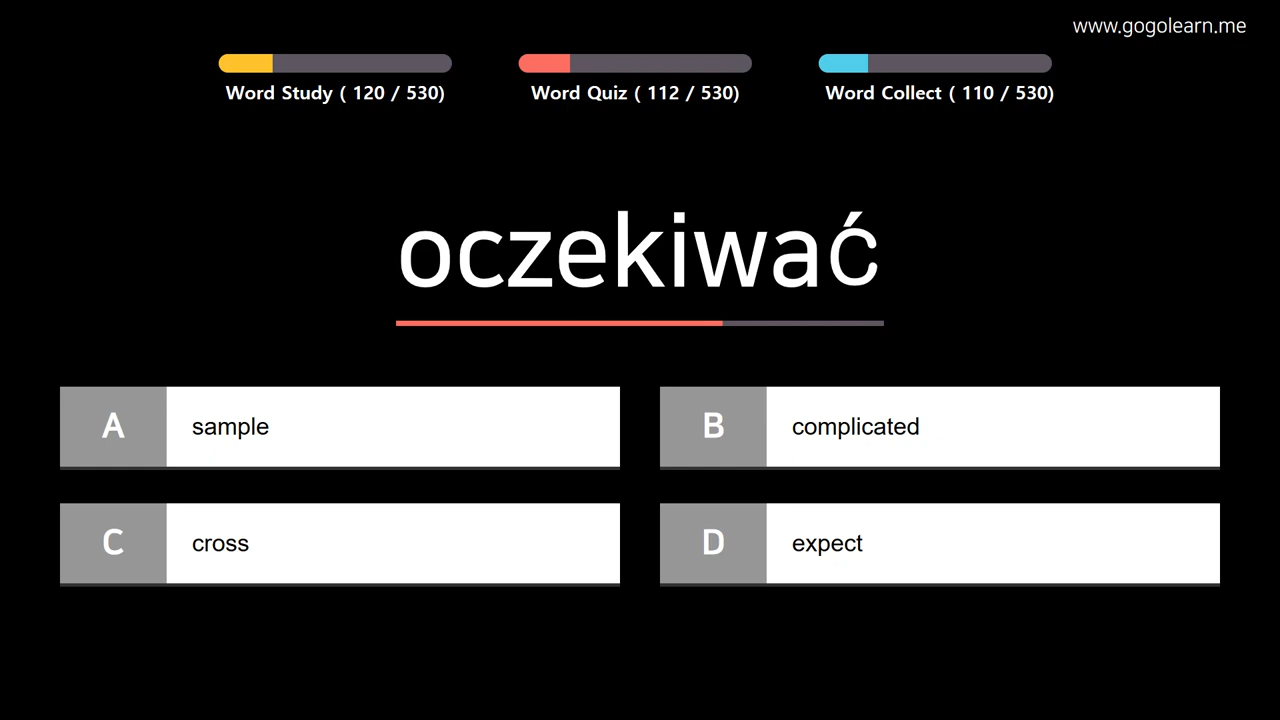 www.gogolearn.me
Word Study ( 120 / 530)
Word Quiz ( 112 / 530)
Word Collect ( 110 / 530)
oczekiwać
A sample
B complicated
C cross
D expect